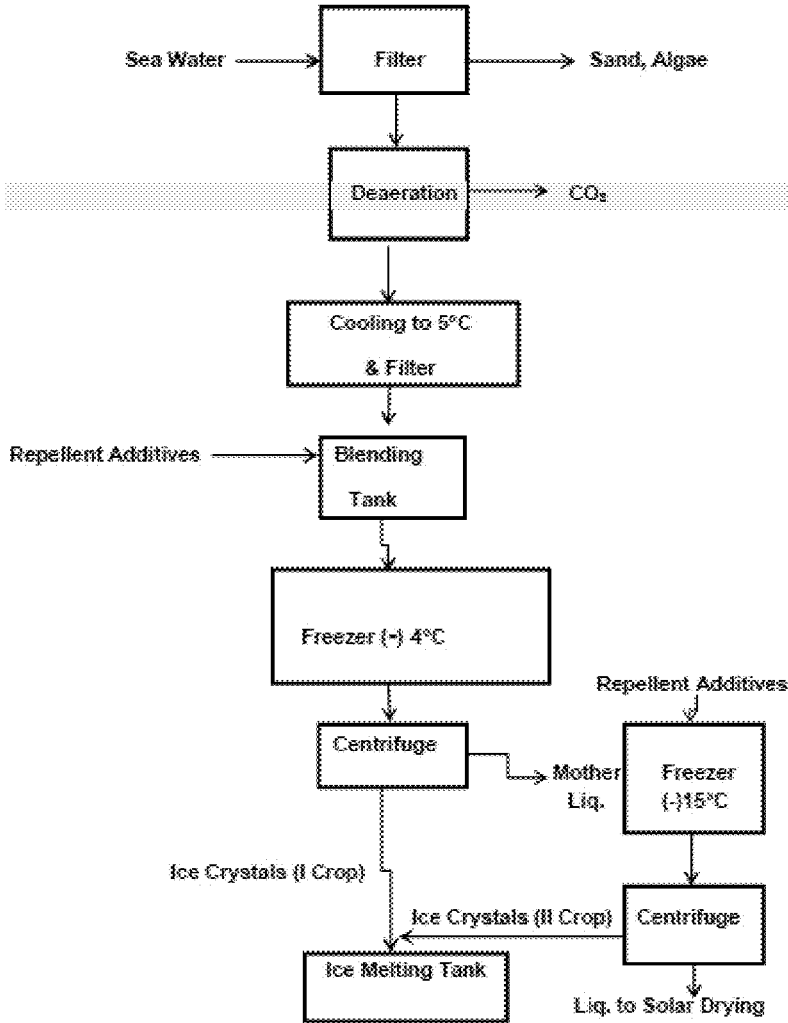 Sea Water
Filter
Sand, Algae
Deaeration
CO₂
Cooling to 5°C
& Filter
Repellent Additives
Blending
Tank
Freezer (-) 4°C
Repellent Additives
Centrifuge
Mother
Liq.
Freezer
(-)15°C
Ice Crystals (I Crop)
Ice Crystals (II Crop)
Centrifuge
Ice Melting Tank
Liq. to Solar Drying